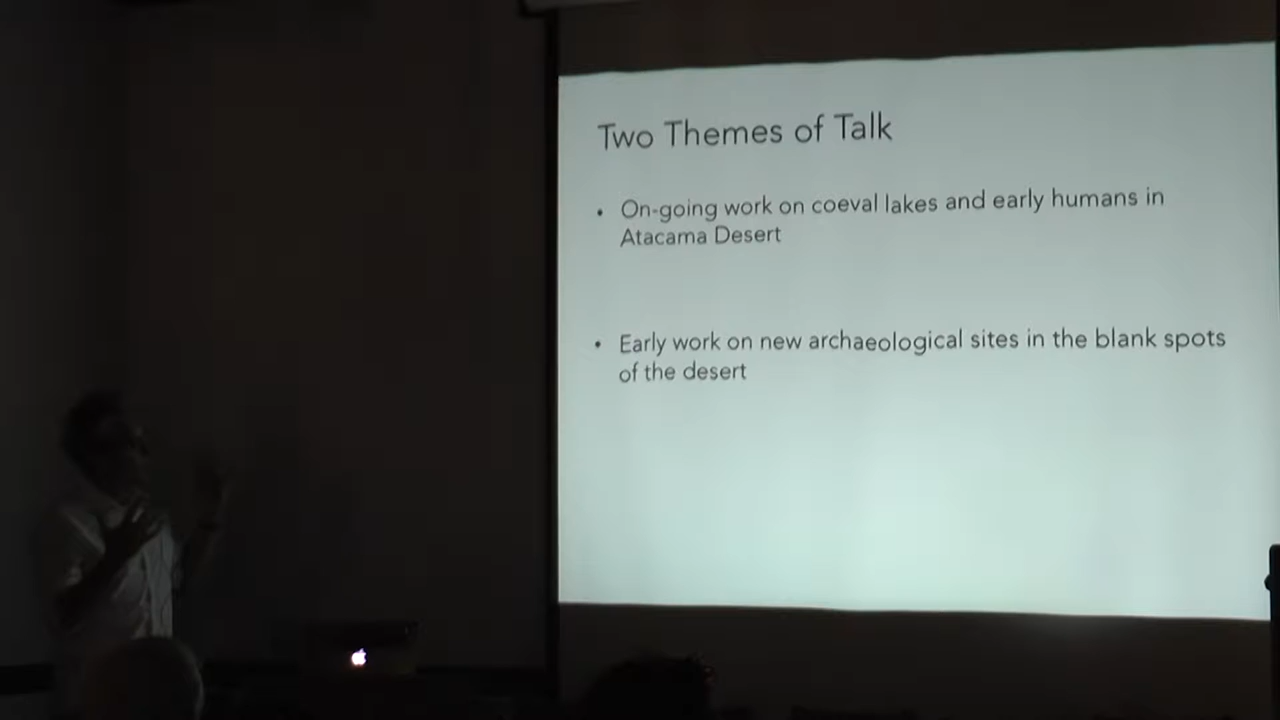 Two Themes of Talk
• On-going work on coeval lakes and early humans in
Atacama Desert
• Early work on new archaeological sites in the blank spots
of the desert